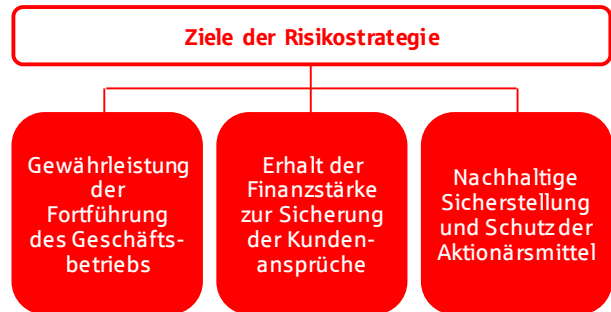 Ziele der Risikostrategie
Gewährleistung
der
Fortführung
des Geschäfts-
betriebs
Erhalt der
Finanzstärke
zur Sicherung
der Kunden-
ansprüche
Nachhaltige
Sicherstellung
und Schutz der
Aktionärsmittel